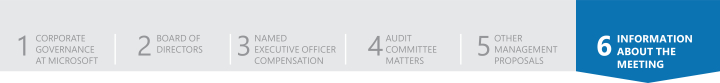 1 CORPORATE
GOVERNANCE
AT MICROSOFT
2 BOARD OF
DIRECTORS
3 NAMED
EXECUTIVE OFFICER
COMPENSATION
4 AUDIT
COMMITTEE
MATTERS
5 OTHER
MANAGEMENT
PROPOSALS
6 INFORMATION
ABOUT THE
MEETING